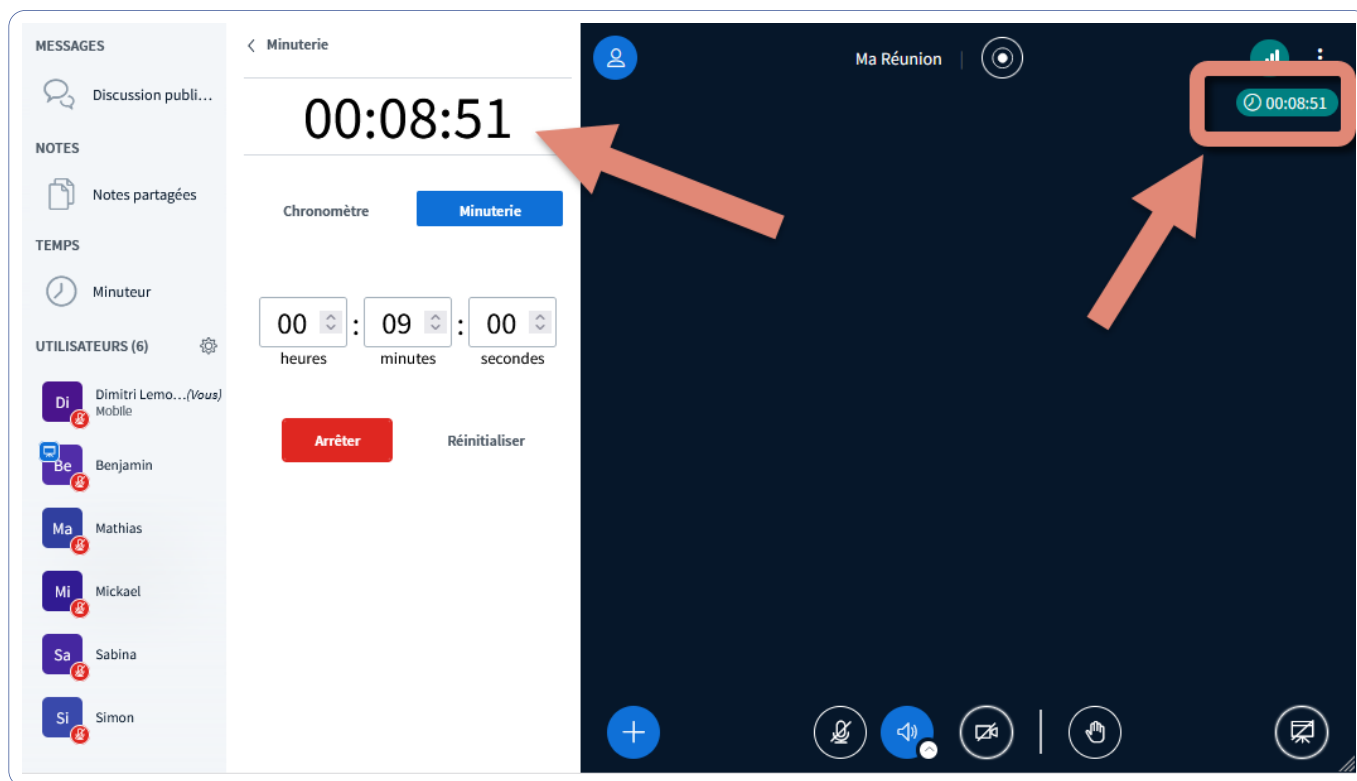 MESSAGES
Discussion publi...
NOTES
Notes partagées
TEMPS
Minuteur
UTILISATEURS (6)
Di
Dimitri Lemo...(Vous)
Mobile
Be
Benjamin
Ma
Mathias
Mi
Mickael
Sa
Sabina
Si
Simon
Minuterie
00:08:51
Chronomètre
Minuterie
00 : 09 : 00
heures minutes secondes
Arrêter
Réinitialiser
Ma Réunion
00:08:51